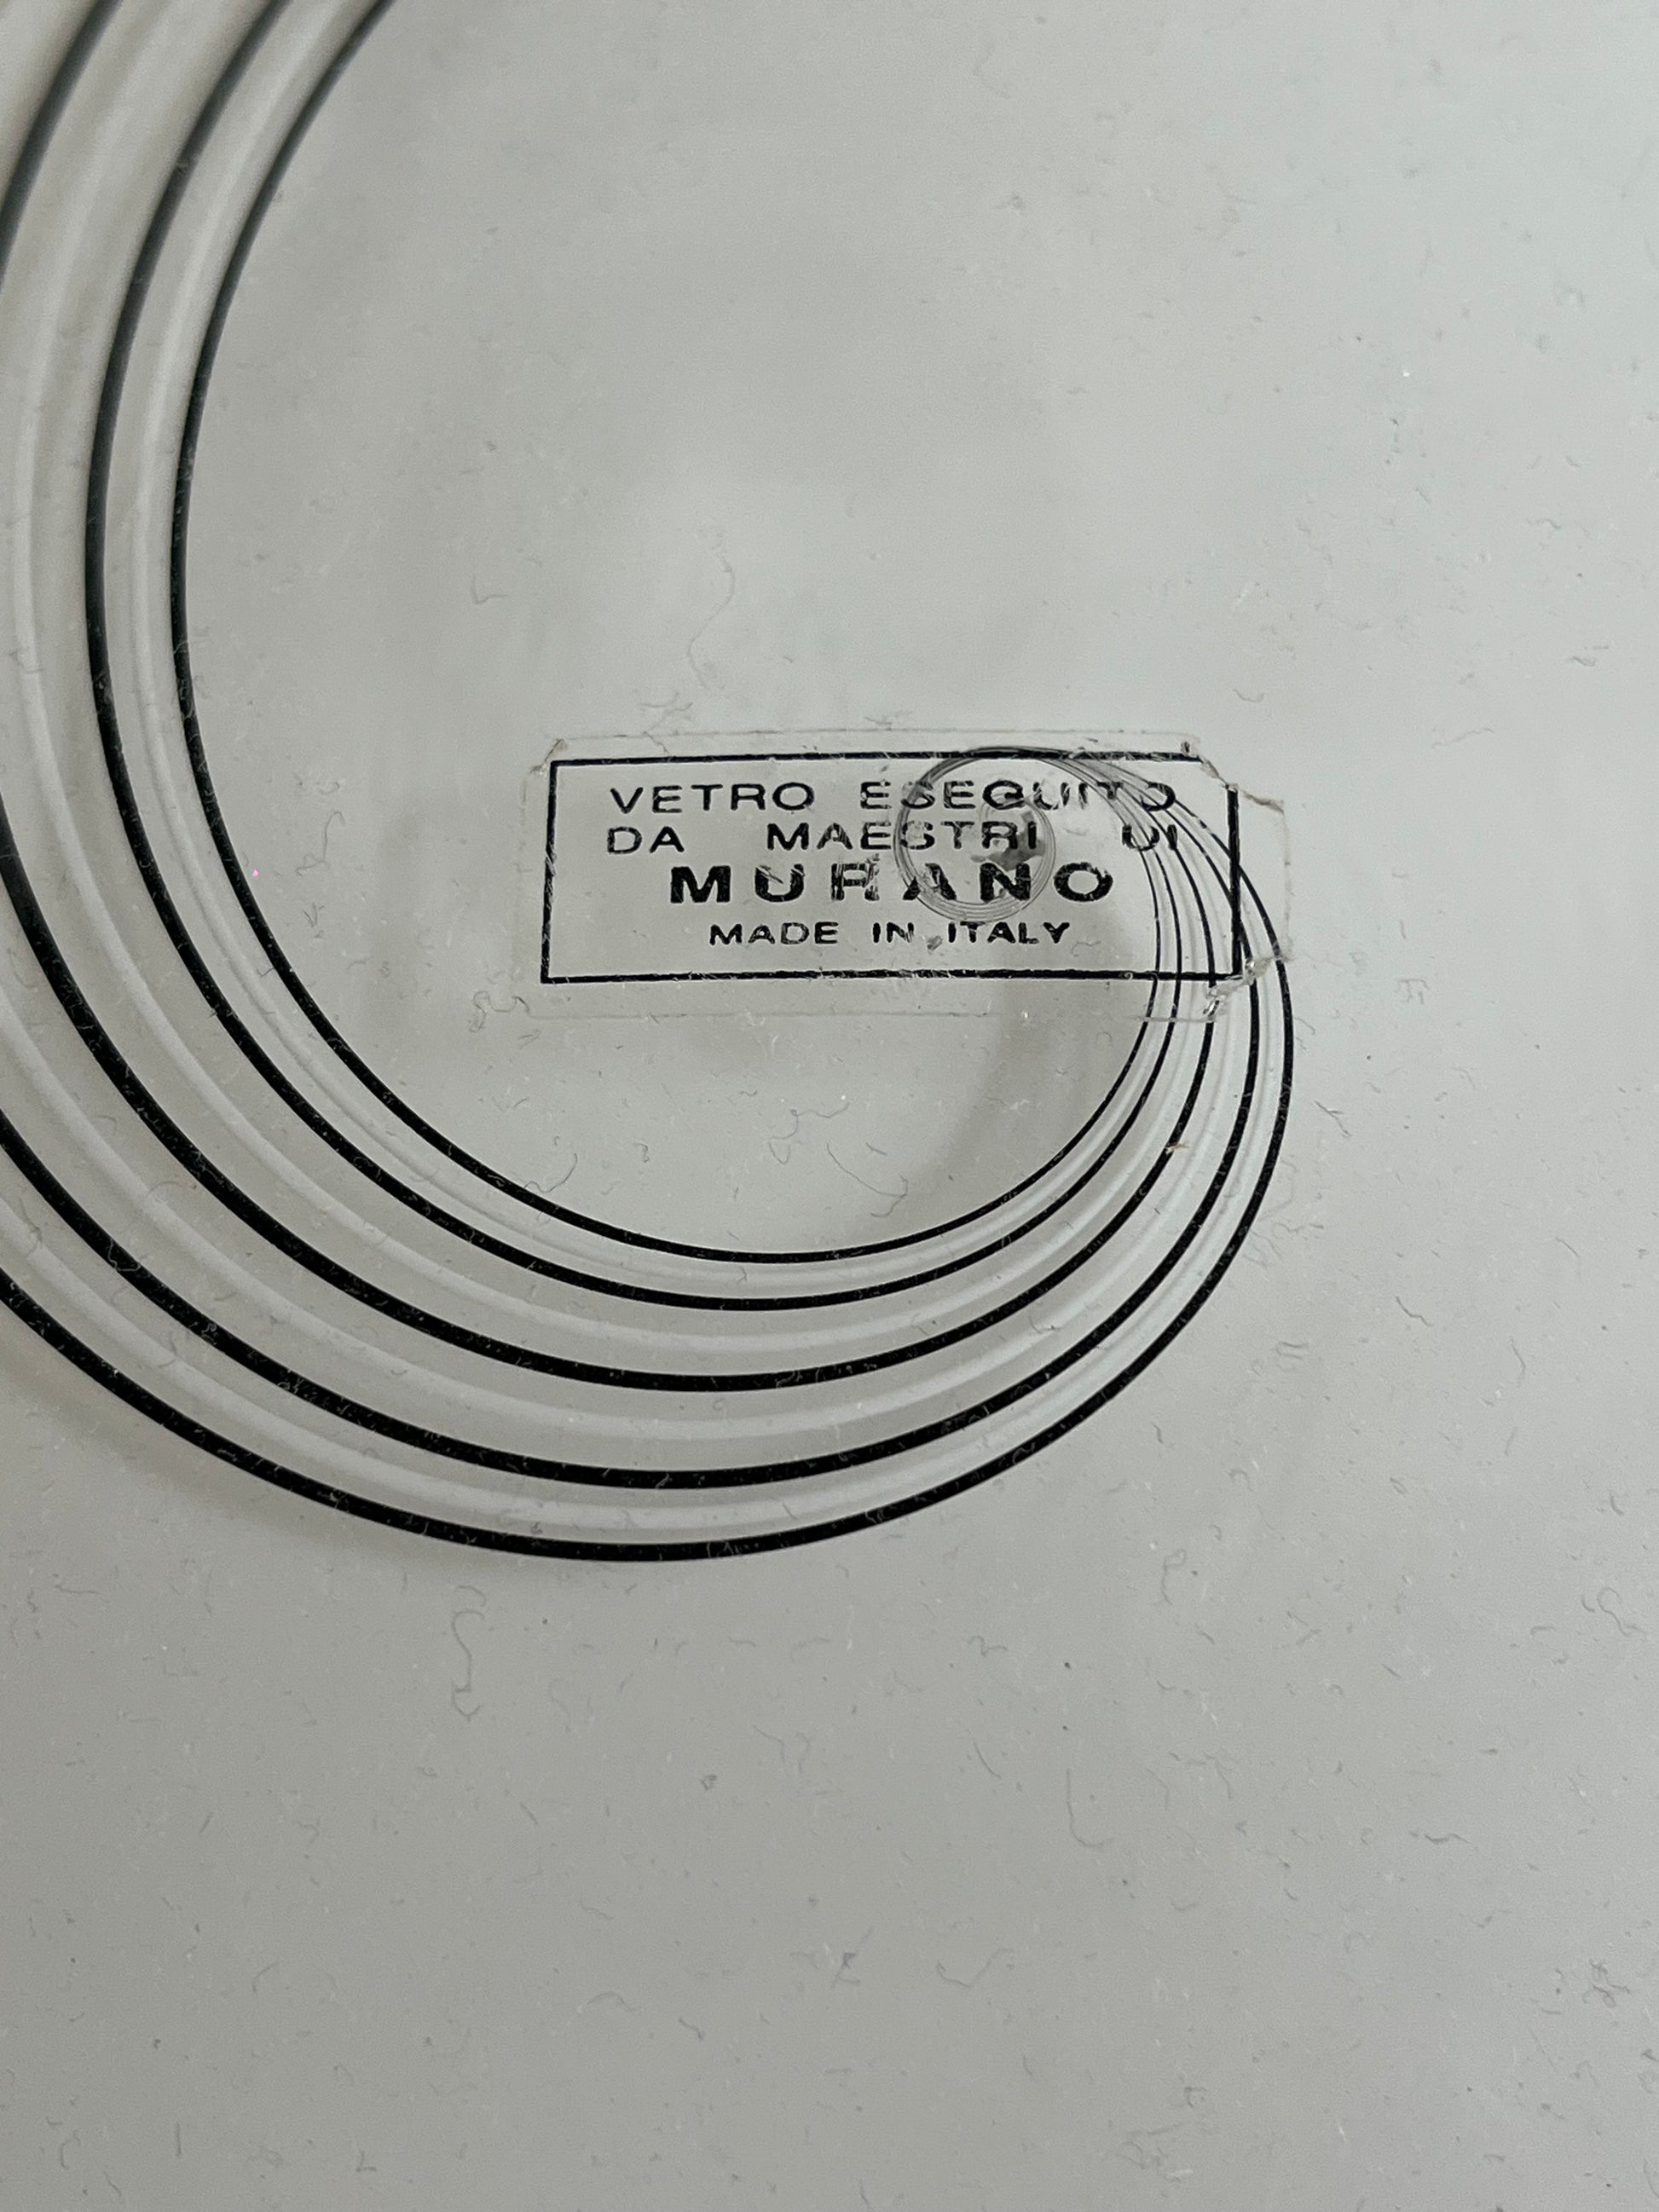 VETRO ESEGUITO
DA MAESTRI DI
MURANO
MADE IN ITALY